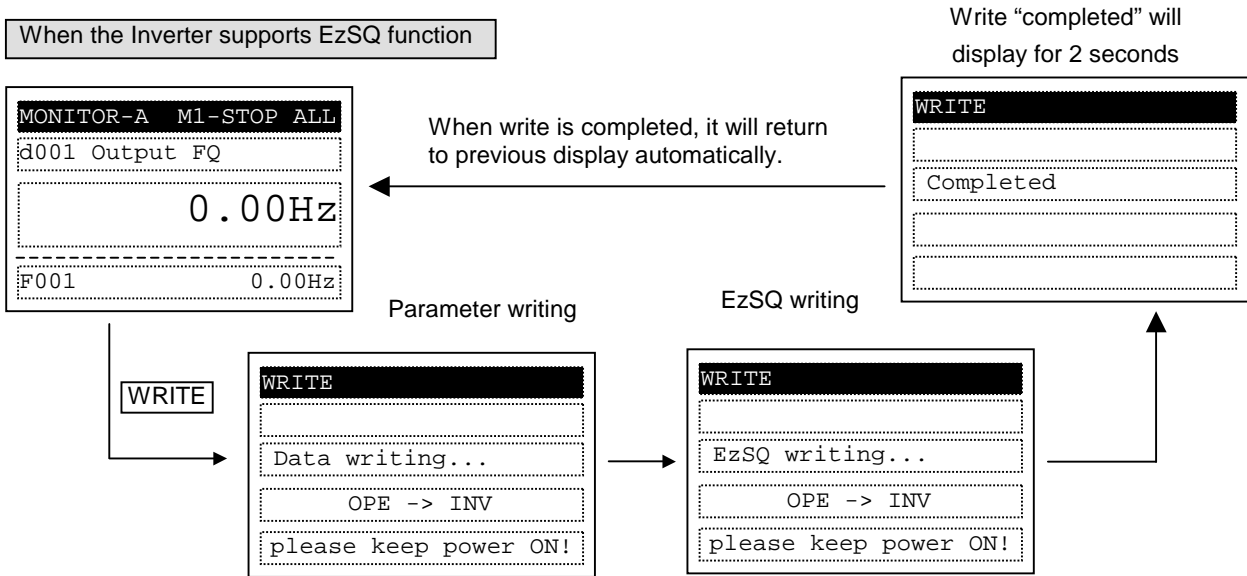 When the Inverter supports EzSQ function
Write “completed” will
display for 2 seconds
MONITOR-A M1-STOP ALL
d001 Output FQ
0.00Hz
F001 0.00Hz
When write is completed, it will return
to previous display automatically.
WRITE
Completed
WRITE
Parameter writing
WRITE
Data writing...
OPE -> INV
please keep power ON!
EzSQ writing
WRITE
EzSQ writing...
OPE -> INV
please keep power ON!